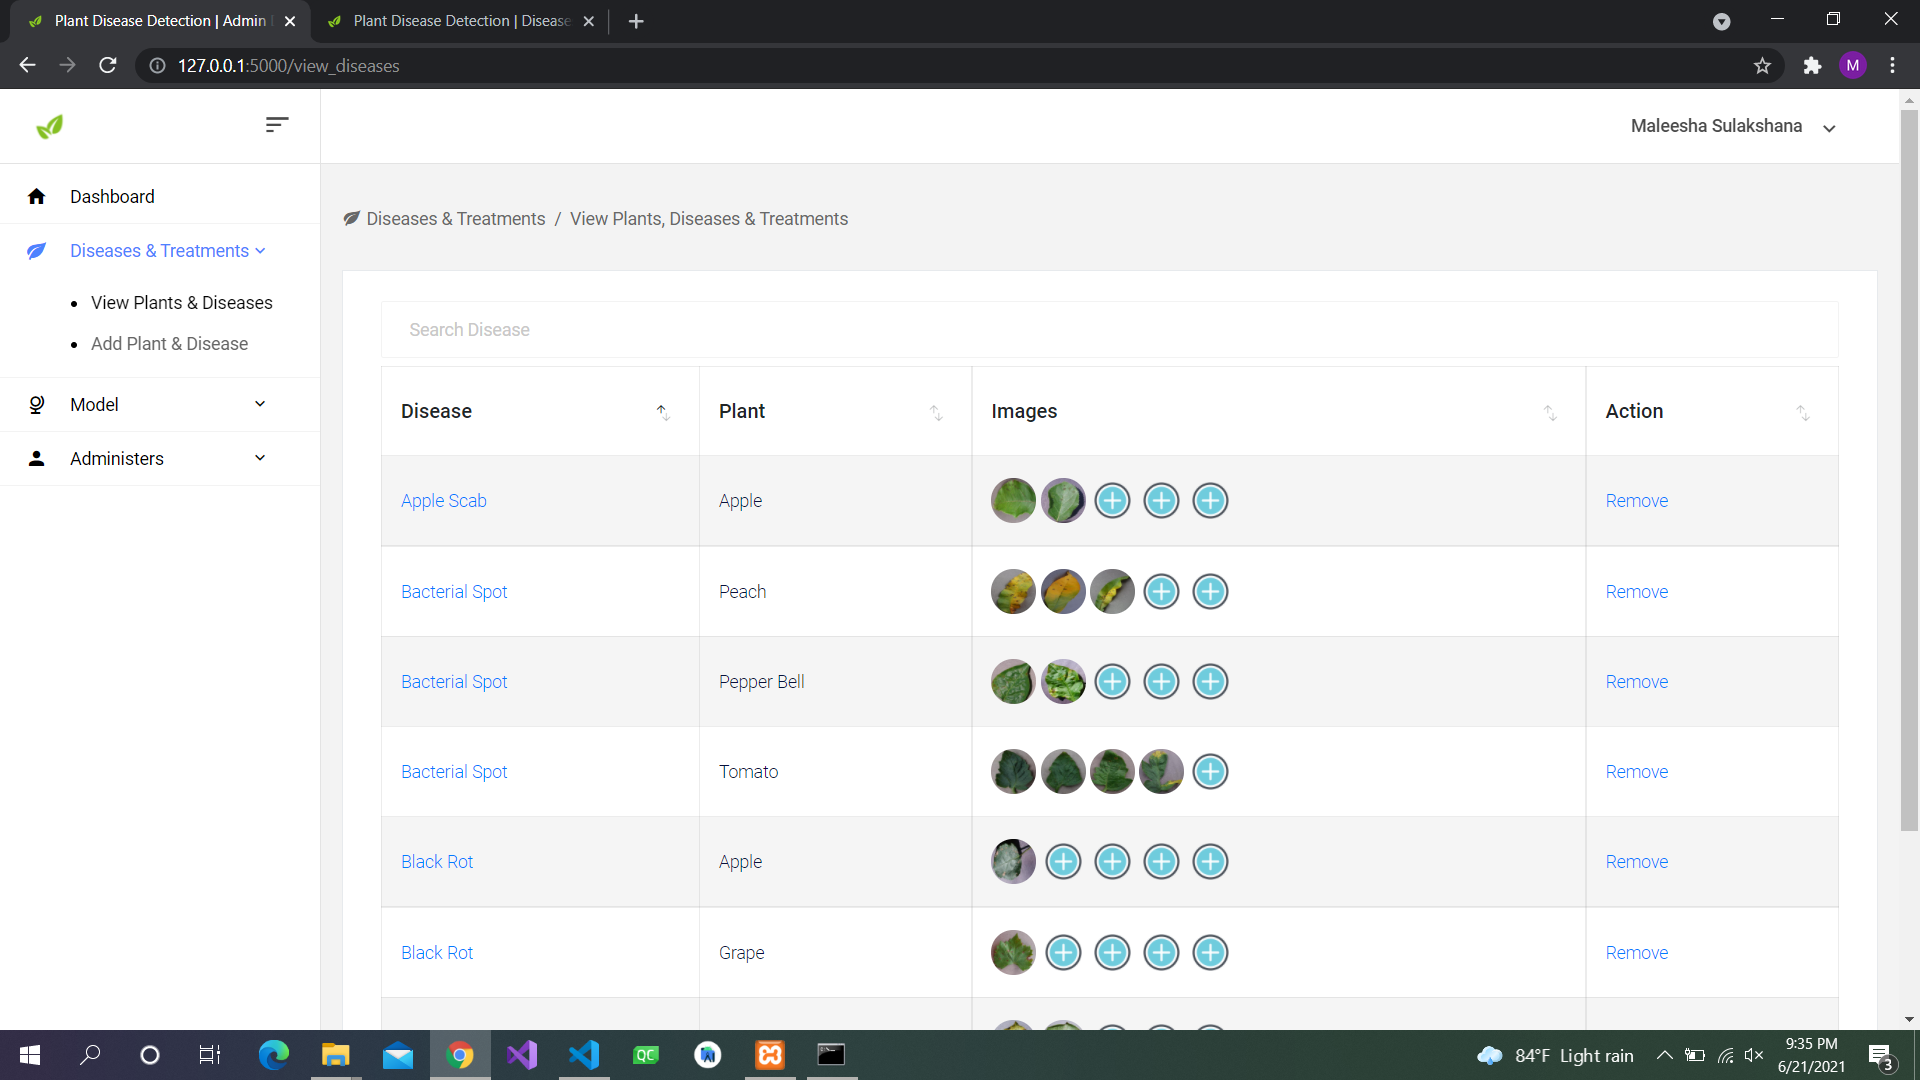 Plant Disease Detection | Admin
Plant Disease Detection | Disease
127.0.0.1:5000/view_diseases
M
Maleesha Sulakshana
Dashboard
Diseases & Treatments
View Plants & Diseases
Add Plant & Disease
Model
Administers
Diseases & Treatments / View Plants, Diseases & Treatments
Search Disease
Disease Plant Images Action
Apple Scab Apple Remove
Bacterial Spot Peach Remove
Bacterial Spot Pepper Bell Remove
Bacterial Spot Tomato Remove
Black Rot Apple Remove
Black Rot Grape Remove
QC
84°F Light rain
9:35 PM
6/21/2021
3